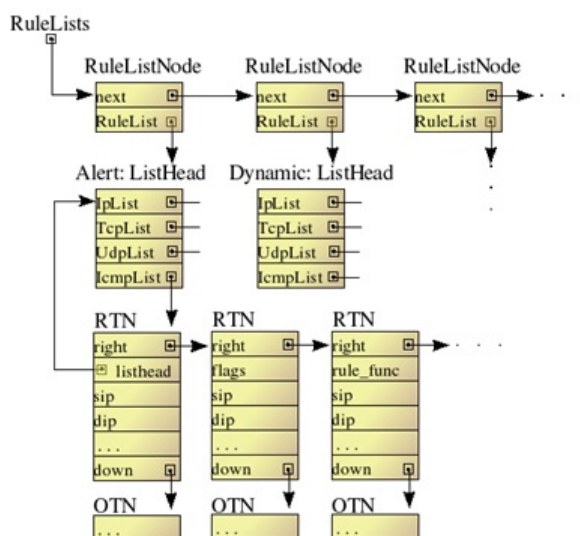 RuleLists
RuleListNode RuleListNode RuleListNode
next next next . .
RuleList RuleList RuleList
Alert: ListHead Dynamic: ListHead
IpList IpList
TcpList TcpList
UdpList UdpList
IcmpList IcmpList
RTN RTN RTN
right right right . . .
listhead flags rule_func
sip sip sip
dip dip dip
. . . . . . . . .
down down down
OTN OTN OTN
. . . . . . . . .